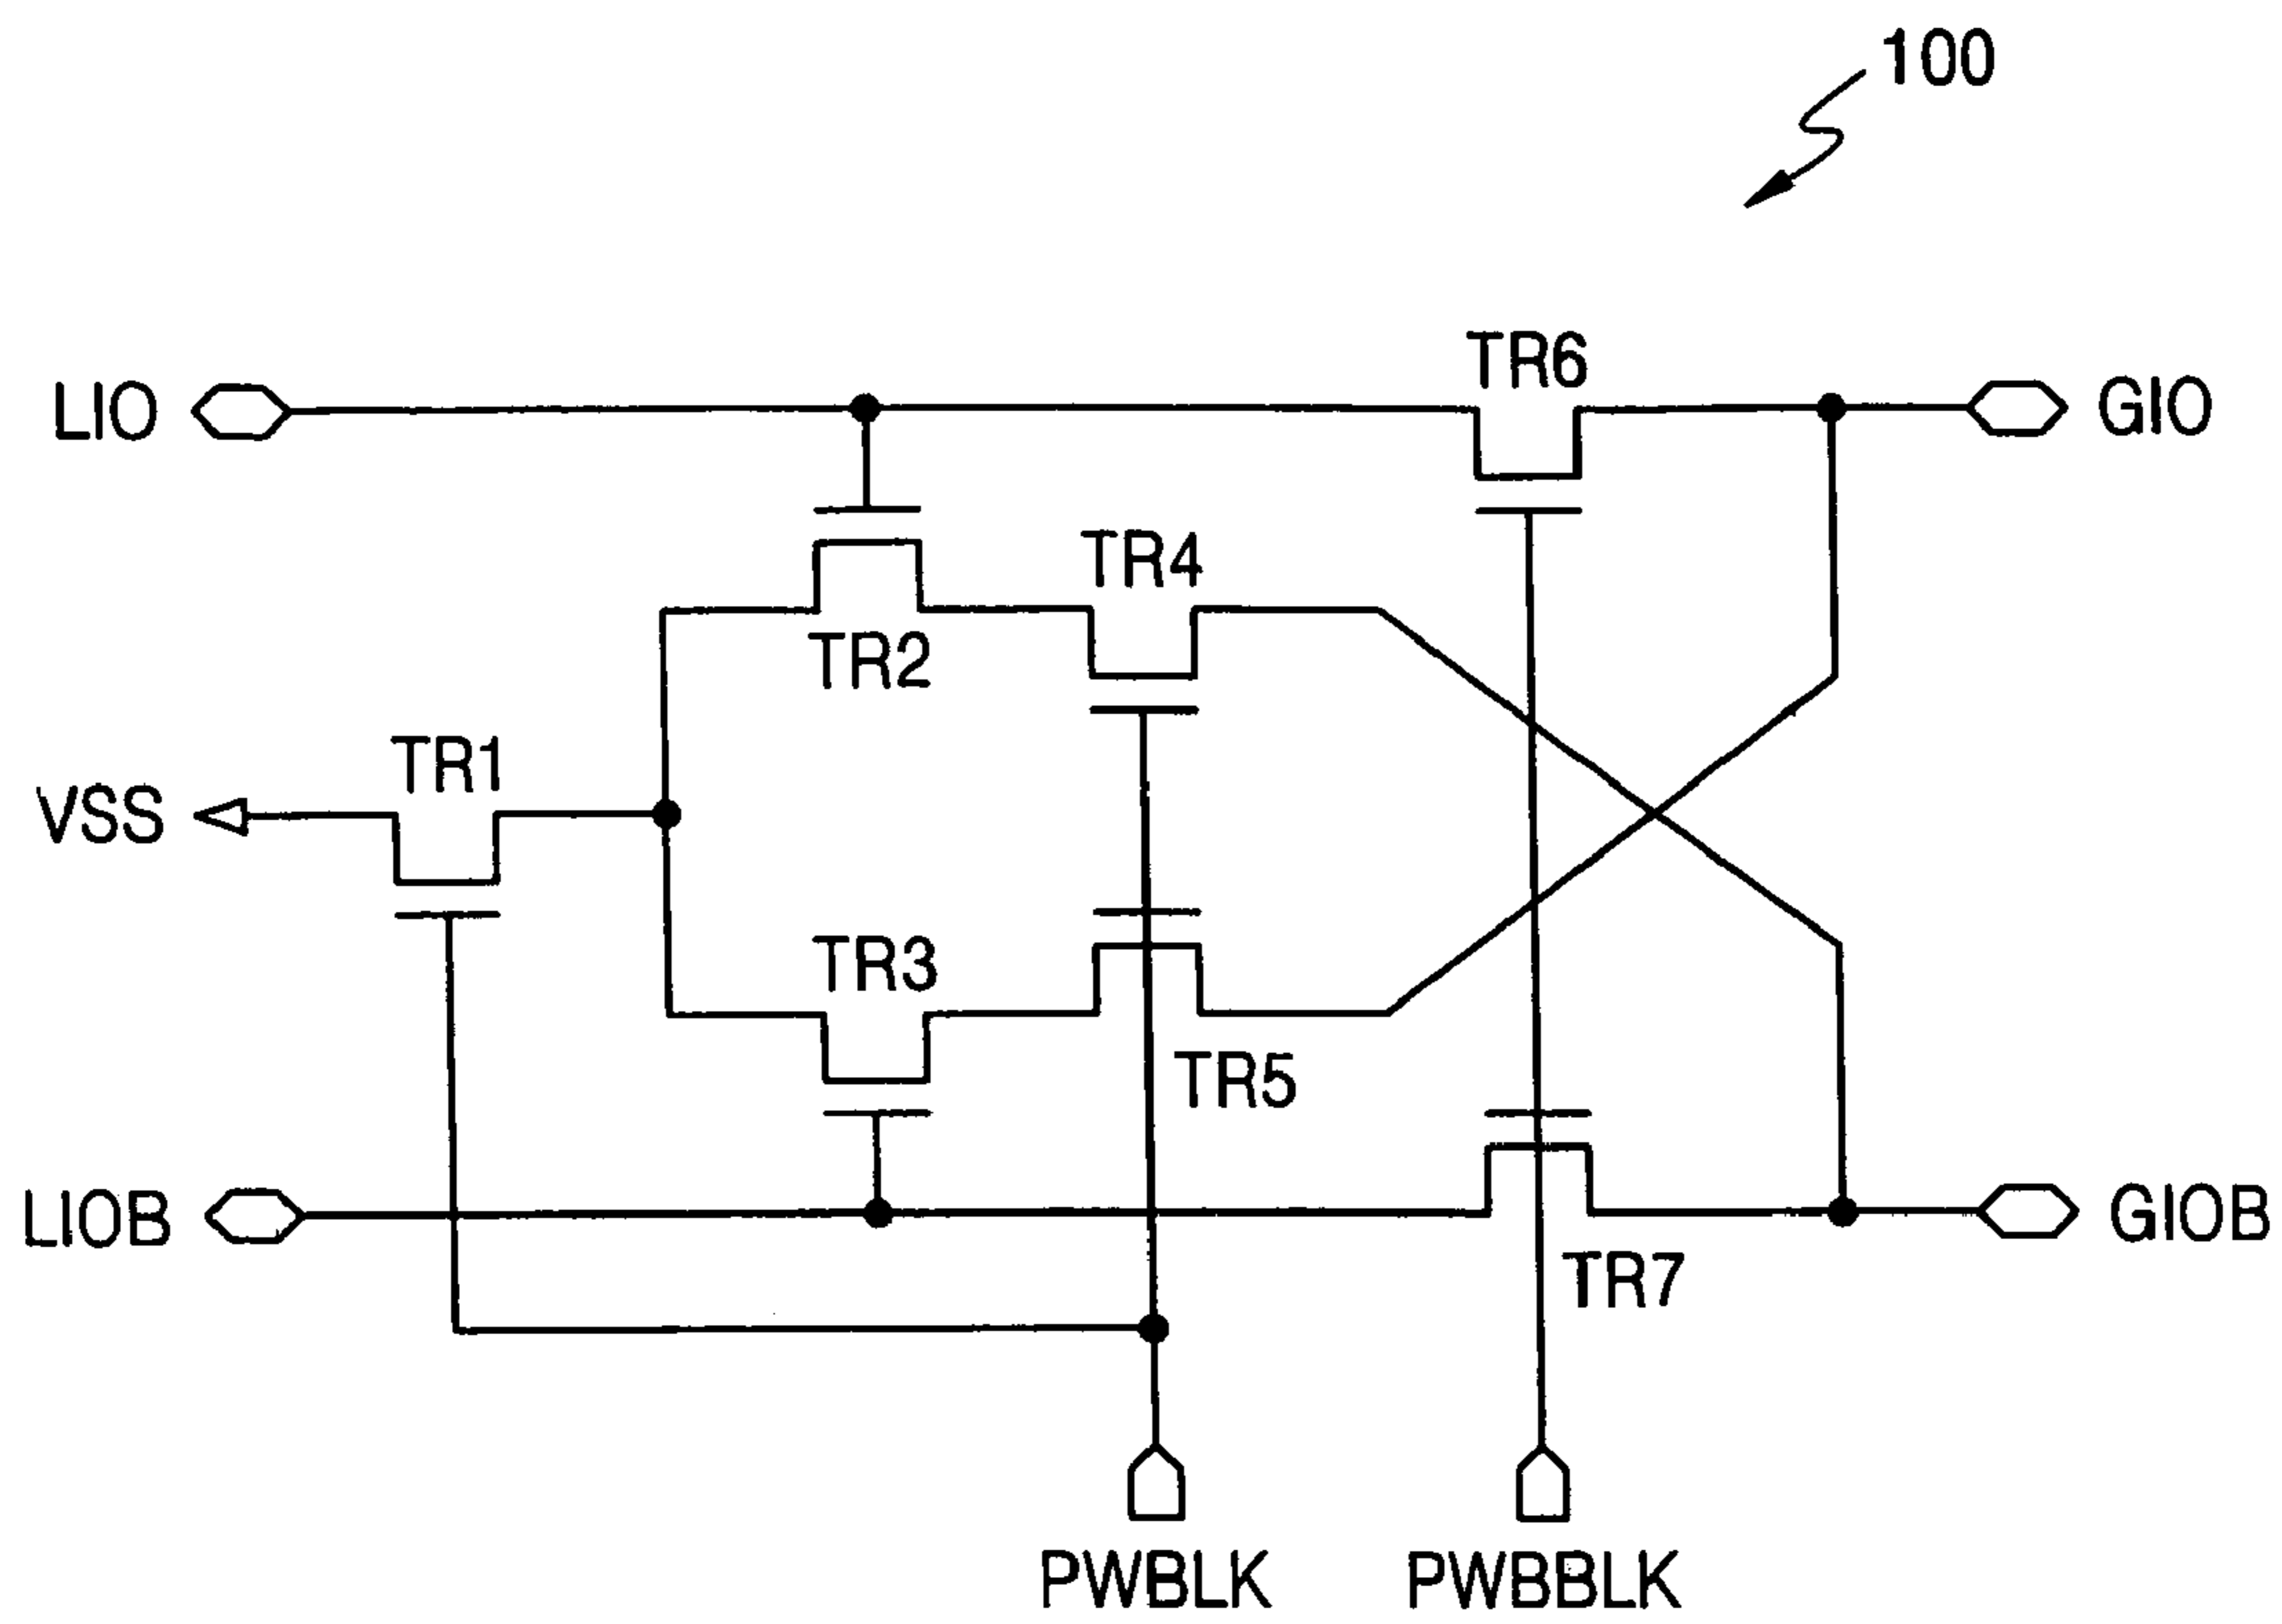 100
TR6
LIO
GIO
TR4
TR2
TR1
VSS
TR3
TR5
LIOB
GIOB
TR7
PWBLK
PWBBLK